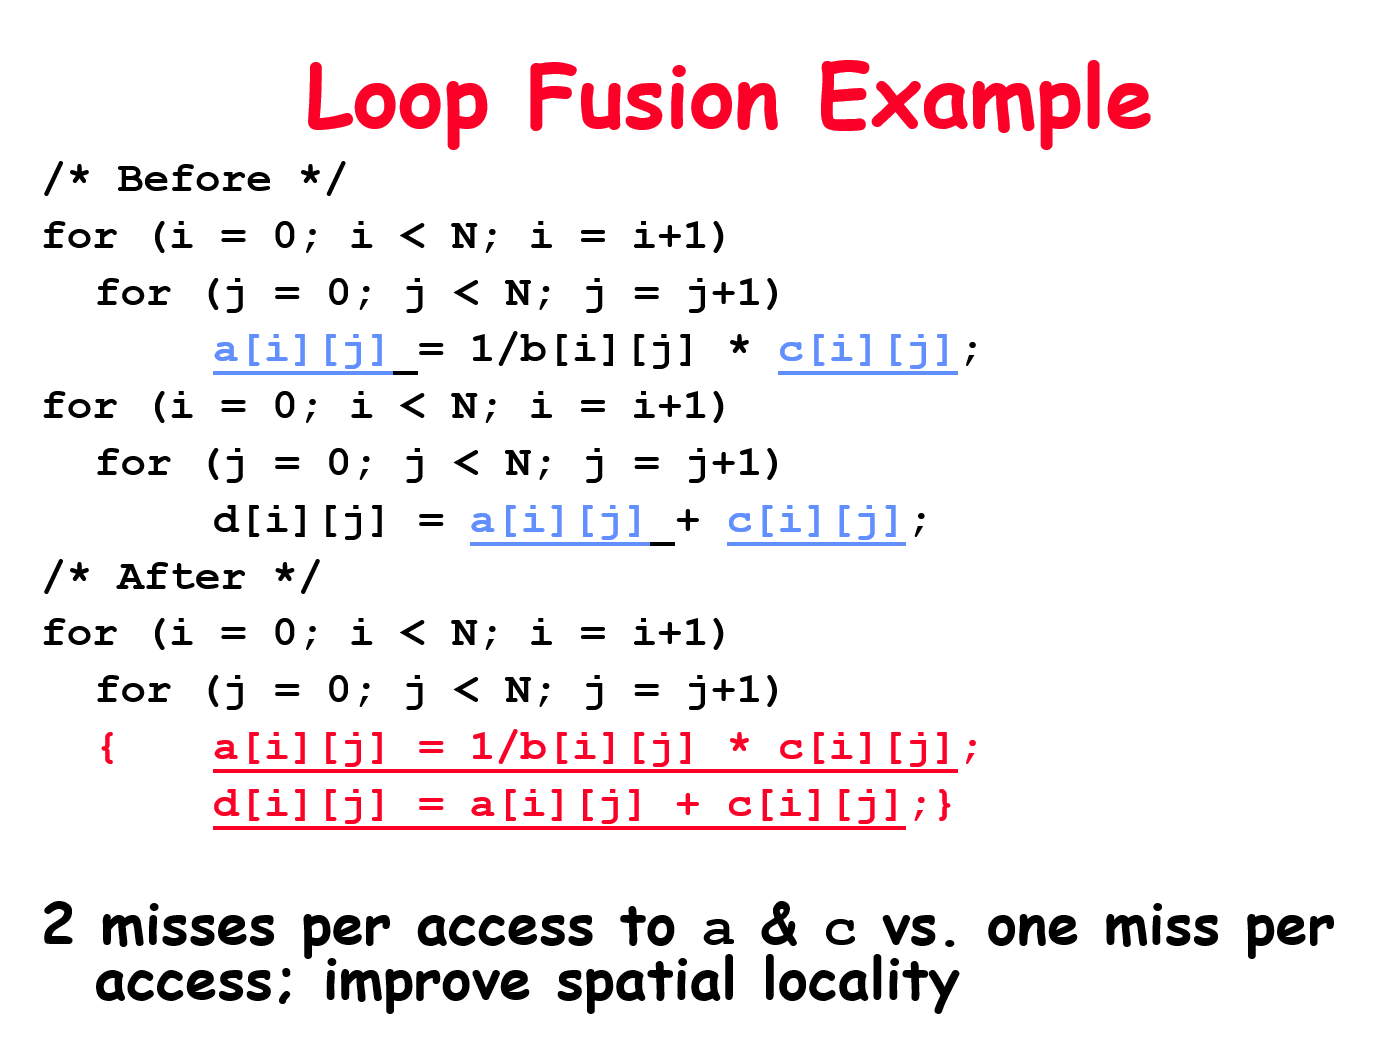 Loop Fusion Example
/* Before */
for (i = 0; i < N; i = i+1)
for (j = 0; j < N; j = j+1)
a[i][j] = 1/b[i][j] * c[i][j];
for (i = 0; i < N; i = i+1)
for (j = 0; j < N; j = j+1)
d[i][j] = a[i][j] + c[i][j];
/* After */
for (i = 0; i < N; i = i+1)
for (j = 0; j < N; j = j+1)
{ a[i][j] = 1/b[i][j] * c[i][j];
d[i][j] = a[i][j] + c[i][j];}
2 misses per access to a & c vs. one miss per
access; improve spatial locality